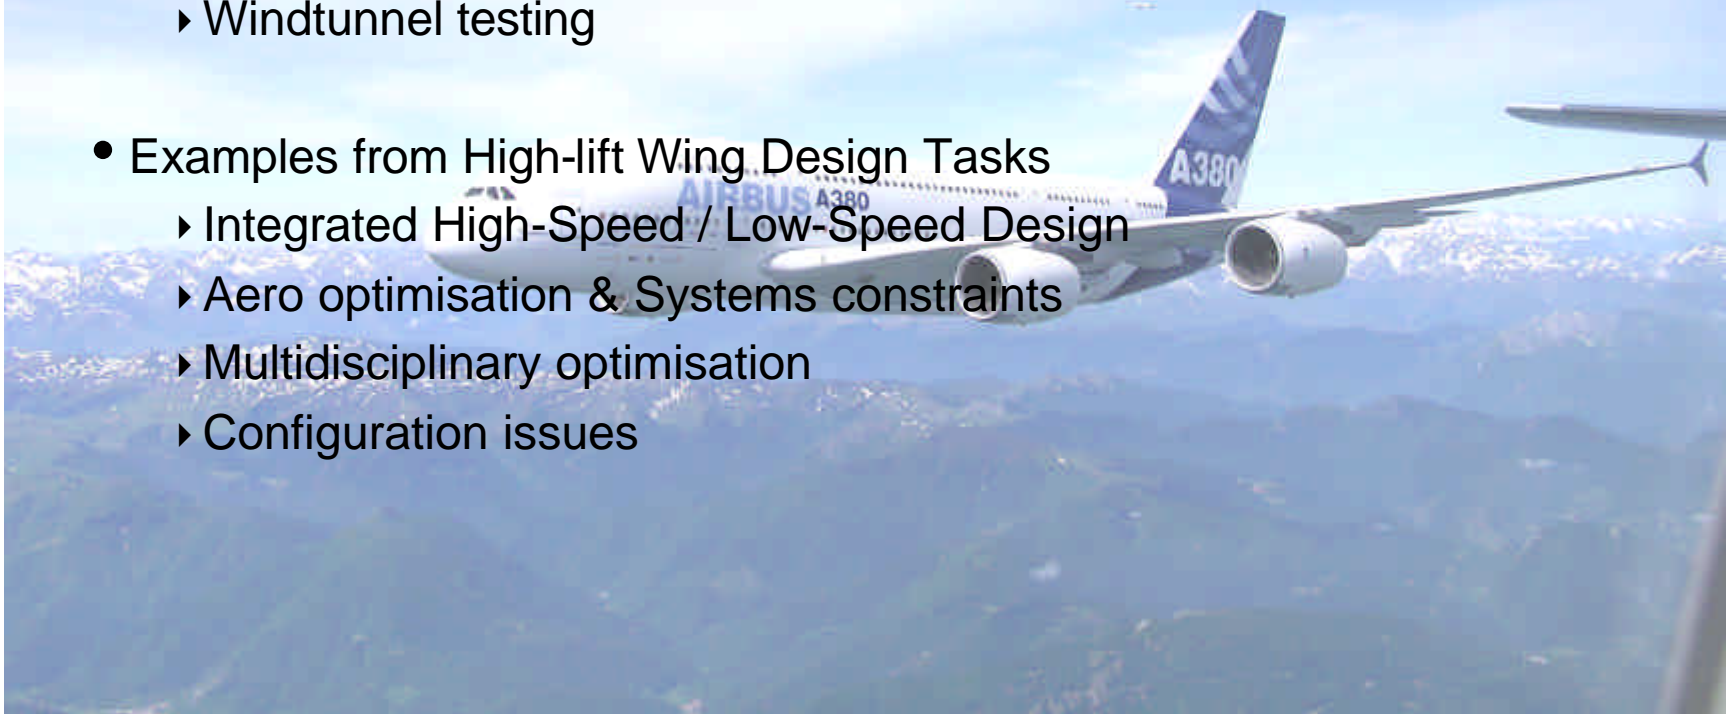 ‣ Windtunnel testing
• Examples from High-lift Wing Design Tasks
AIRBUS A380
A380
‣ Integrated High-Speed / Low-Speed Design
‣ Aero optimisation & Systems constraints
‣ Multidisciplinary optimisation
‣ Configuration issues